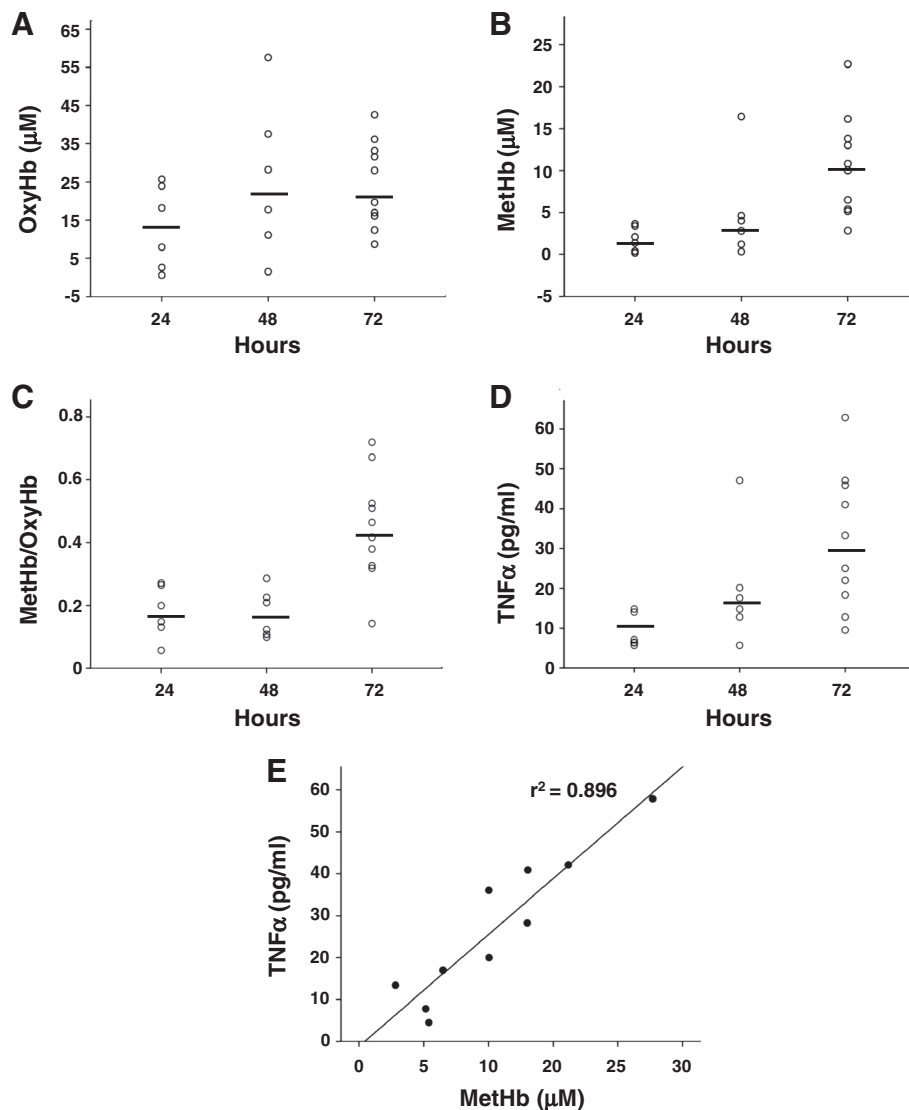 A
65
55
45
35
25
15
5
-5
OxyHb (μM)
24 48 72
Hours
B
25
20
15
10
5
0
-5
MetHb (μM)
24 48 72
Hours
C
0.8
0.6
0.4
0.2
0
MetHb/OxyHb
24 48 72
Hours
D
60
50
40
30
20
10
0
TNFα (pg/ml)
24 48 72
Hours
E
r² = 0.896
60
50
40
30
20
10
0
TNFα (pg/ml)
0 5 10 15 20 25 30
MetHb (μM)